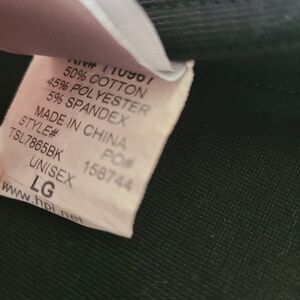 RN# 110967
50% COTTON
45% POLYESTER
5% SPANDEX
MADE IN CHINA
STYLE# PO#
TSL7865BK 158744
UNISEX
LG
www.hpi.net